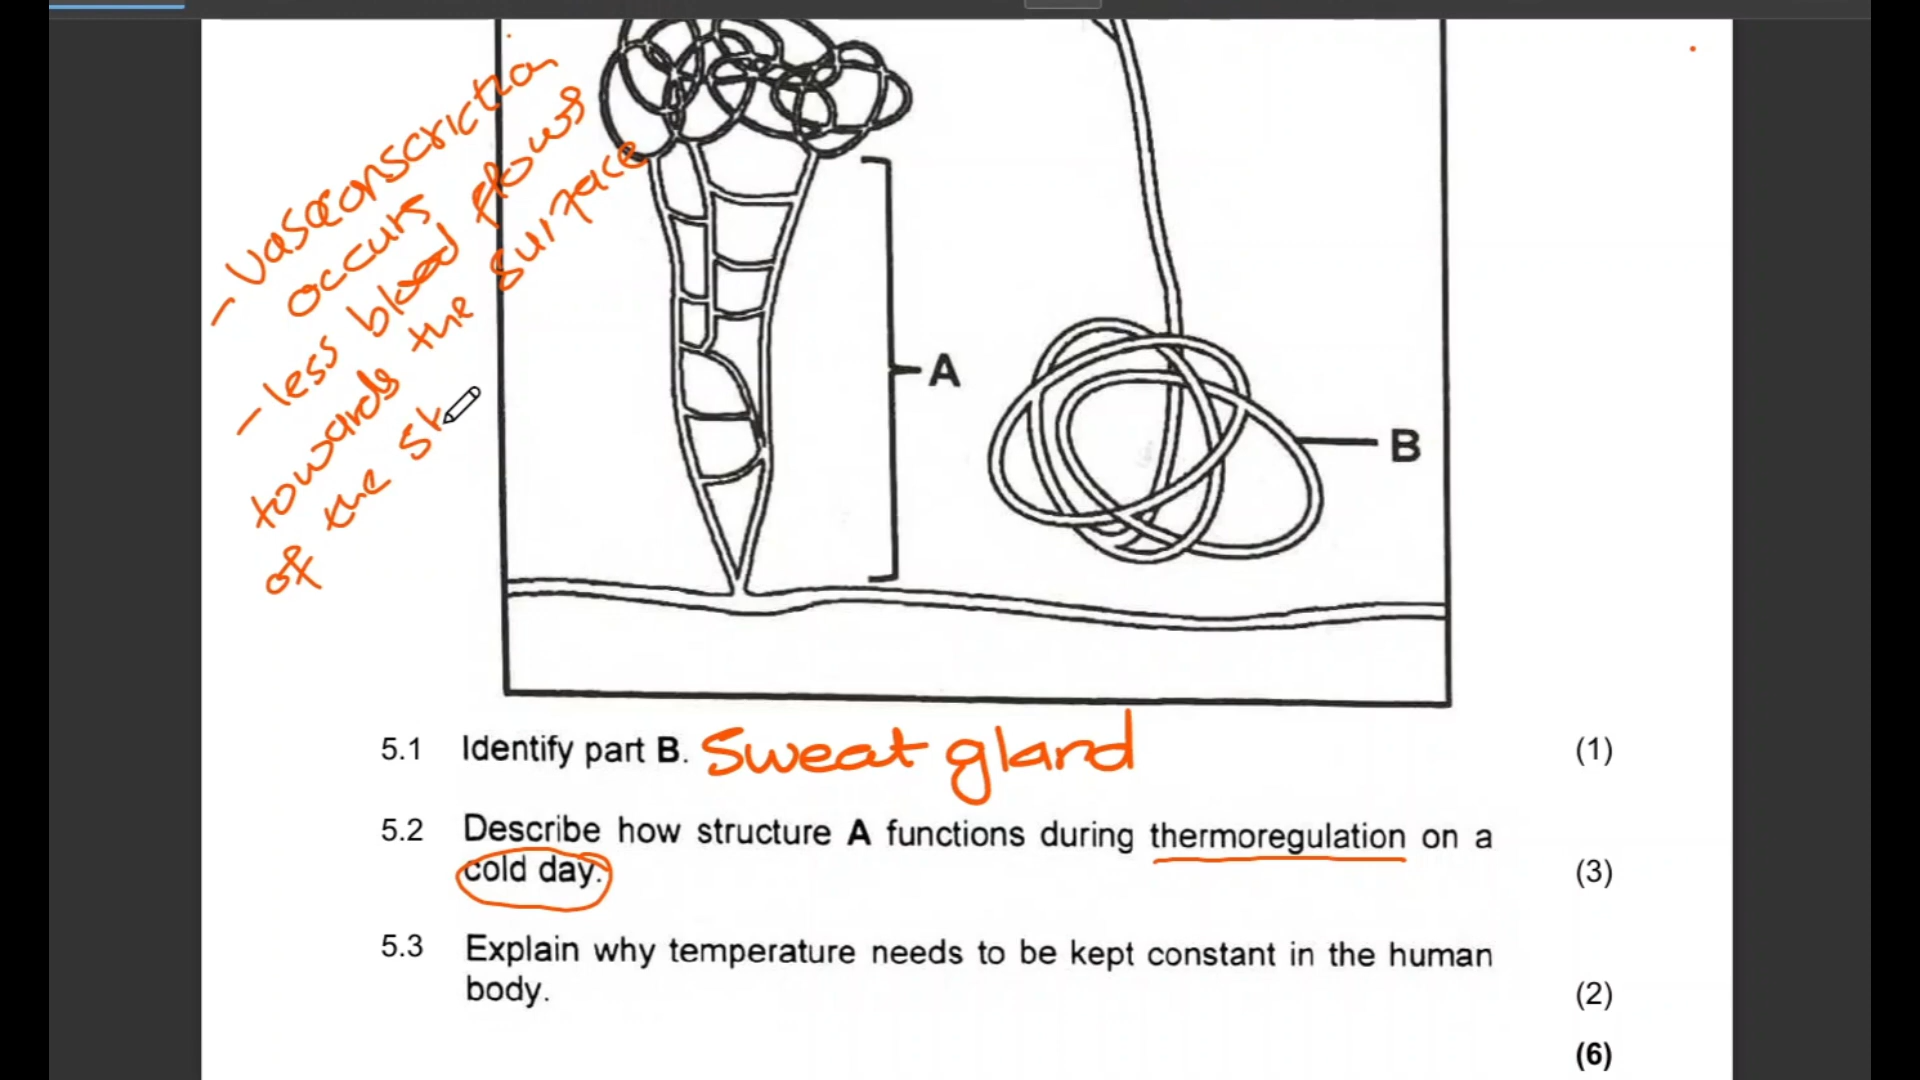 - Vasoconscriction
occurs
- less blood flows
towards the surface
of the sk
A
B
5.1 Identify part B. Sweat gland (1)
5.2 Describe how structure A functions during thermoregulation on a
cold day. (3)
5.3 Explain why temperature needs to be kept constant in the human
body. (2)
(6)